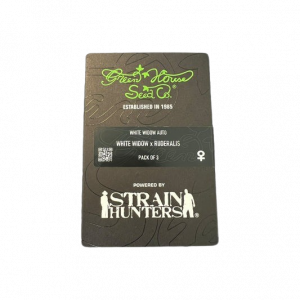 Green House
Seed Co.®
ESTABLISHED IN 1985
WHITE WIDOW AUTO
WHITE WIDOW x RUDERALIS
PACK OF 3
POWERED BY
STRAIN
HUNTERS®